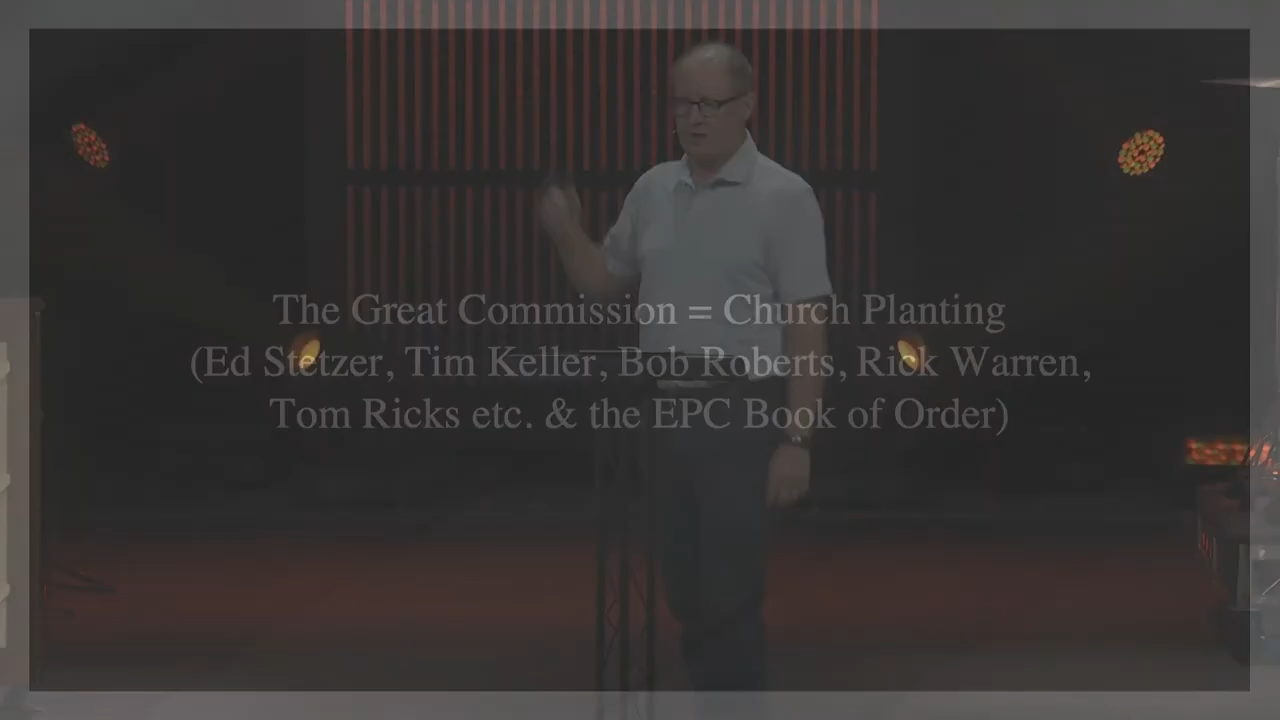 The Great Commission = Church Planting
(Ed Stetzer, Tim Keller, Bob Roberts, Rick Warren,
Tom Ricks etc. & the EPC Book of Order)